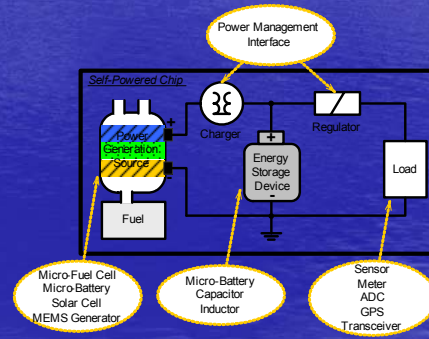 Power Management
Interface
Self-Powered Chip
+
Charger
Regulator
Power
Generation:
Source
-
+
Energy
Storage
Device
-
Load
Fuel
Micro-Fuel Cell
Micro-Battery
Solar Cell
MEMS Generator
Micro-Battery
Capacitor
Inductor
Sensor
Meter
ADC
GPS
Transceiver